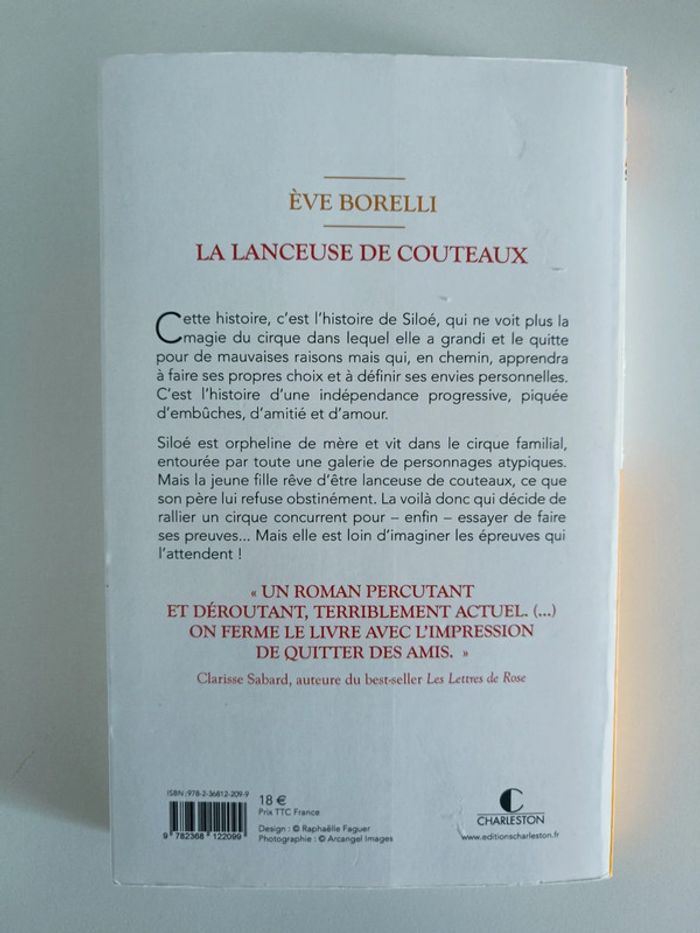 ÈVE BORELLI
LA LANCEUSE DE COUTEAUX
Cette histoire, c'est l'histoire de Siloé, qui ne voit plus la
magie du cirque dans lequel elle a grandi et le quitte
pour de mauvaises raisons mais qui, en chemin, apprendra
à faire ses propres choix et à définir ses envies personnelles.
C'est l'histoire d'une indépendance progressive, piquée
d'embûches, d'amitié et d'amour.
Siloé est orpheline de mère et vit dans le cirque familial,
entourée par toute une galerie de personnages atypiques.
Mais la jeune fille rêve d'être lanceuse de couteaux, ce que
son père lui refuse obstinément. La voilà donc qui décide de
rallier un cirque concurrent pour – enfin – essayer de faire
ses preuves... Mais elle est loin d'imaginer les épreuves qui
l'attendent !
« UN ROMAN PERCUTANT
ET DÉROUTANT, TERRIBLEMENT ACTUEL. (...)
ON FERME LE LIVRE AVEC L'IMPRESSION
DE QUITTER DES AMIS. »
Clarisse Sabard, auteure du best-seller Les Lettres de Rose
ISBN : 978-2-36812-209-9
18 €
Prix TTC France
Design : © Raphaëlle Faguer
Photographie : © Arcangel Images
9 782368 122099
CHARLESTON
www.editionscharleston.fr